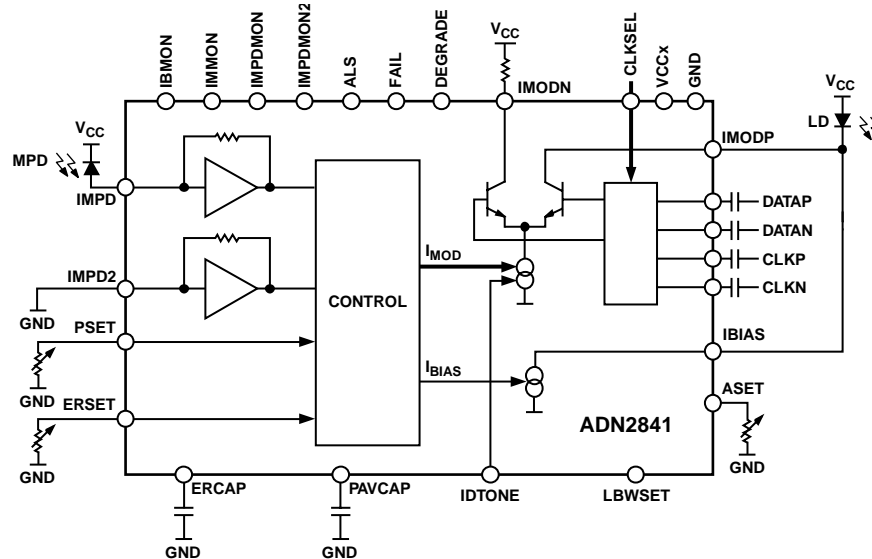 IBMON
IMMON
IMPDMON
IMPDMON2
ALS
FAIL
DEGRADE
VCC
IMODN
CLKSEL
VCCx
GND
VCC
LD
IMODP
VCC
MPD
IMPD
DATAP
DATAN
CLKP
CLKN
IMPD2
GND
IMOD
CONTROL
PSET
GND
IBIAS
IBIAS
ERSET
GND
ASET
GND
ADN2841
ERCAP
GND
PAVCAP
GND
IDTONE
LBWSET